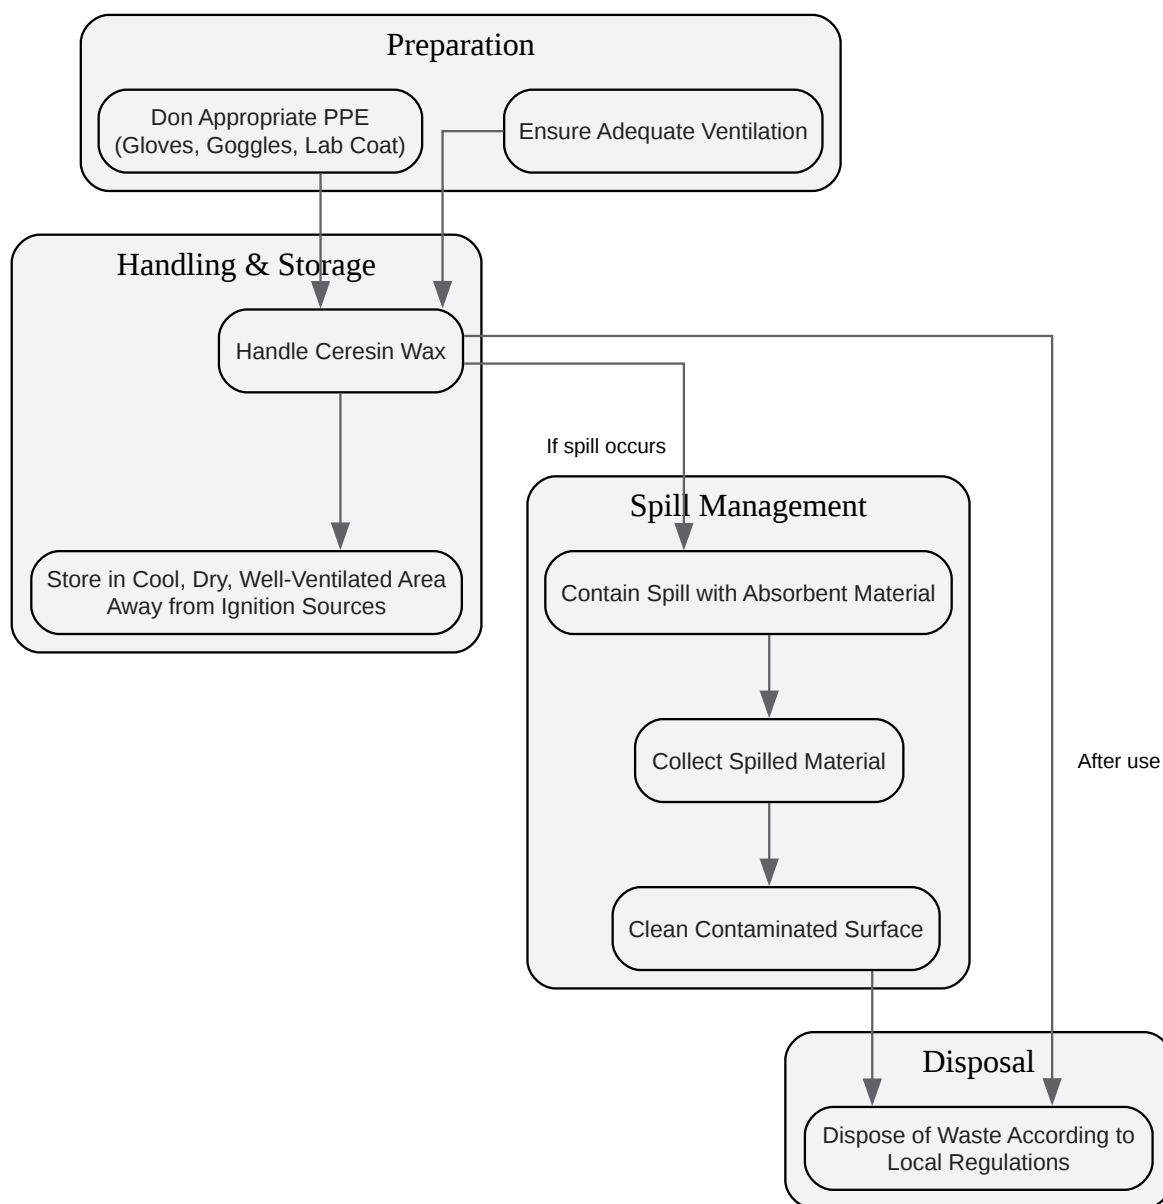 Preparation
Don Appropriate PPE
(Gloves, Goggles, Lab Coat)
Ensure Adequate Ventilation
Handling & Storage
Handle Ceresin Wax
If spill occurs
Spill Management
Store in Cool, Dry, Well-Ventilated Area
Away from Ignition Sources
Contain Spill with Absorbent Material
Collect Spilled Material
After use
Clean Contaminated Surface
Disposal
Dispose of Waste According to
Local Regulations